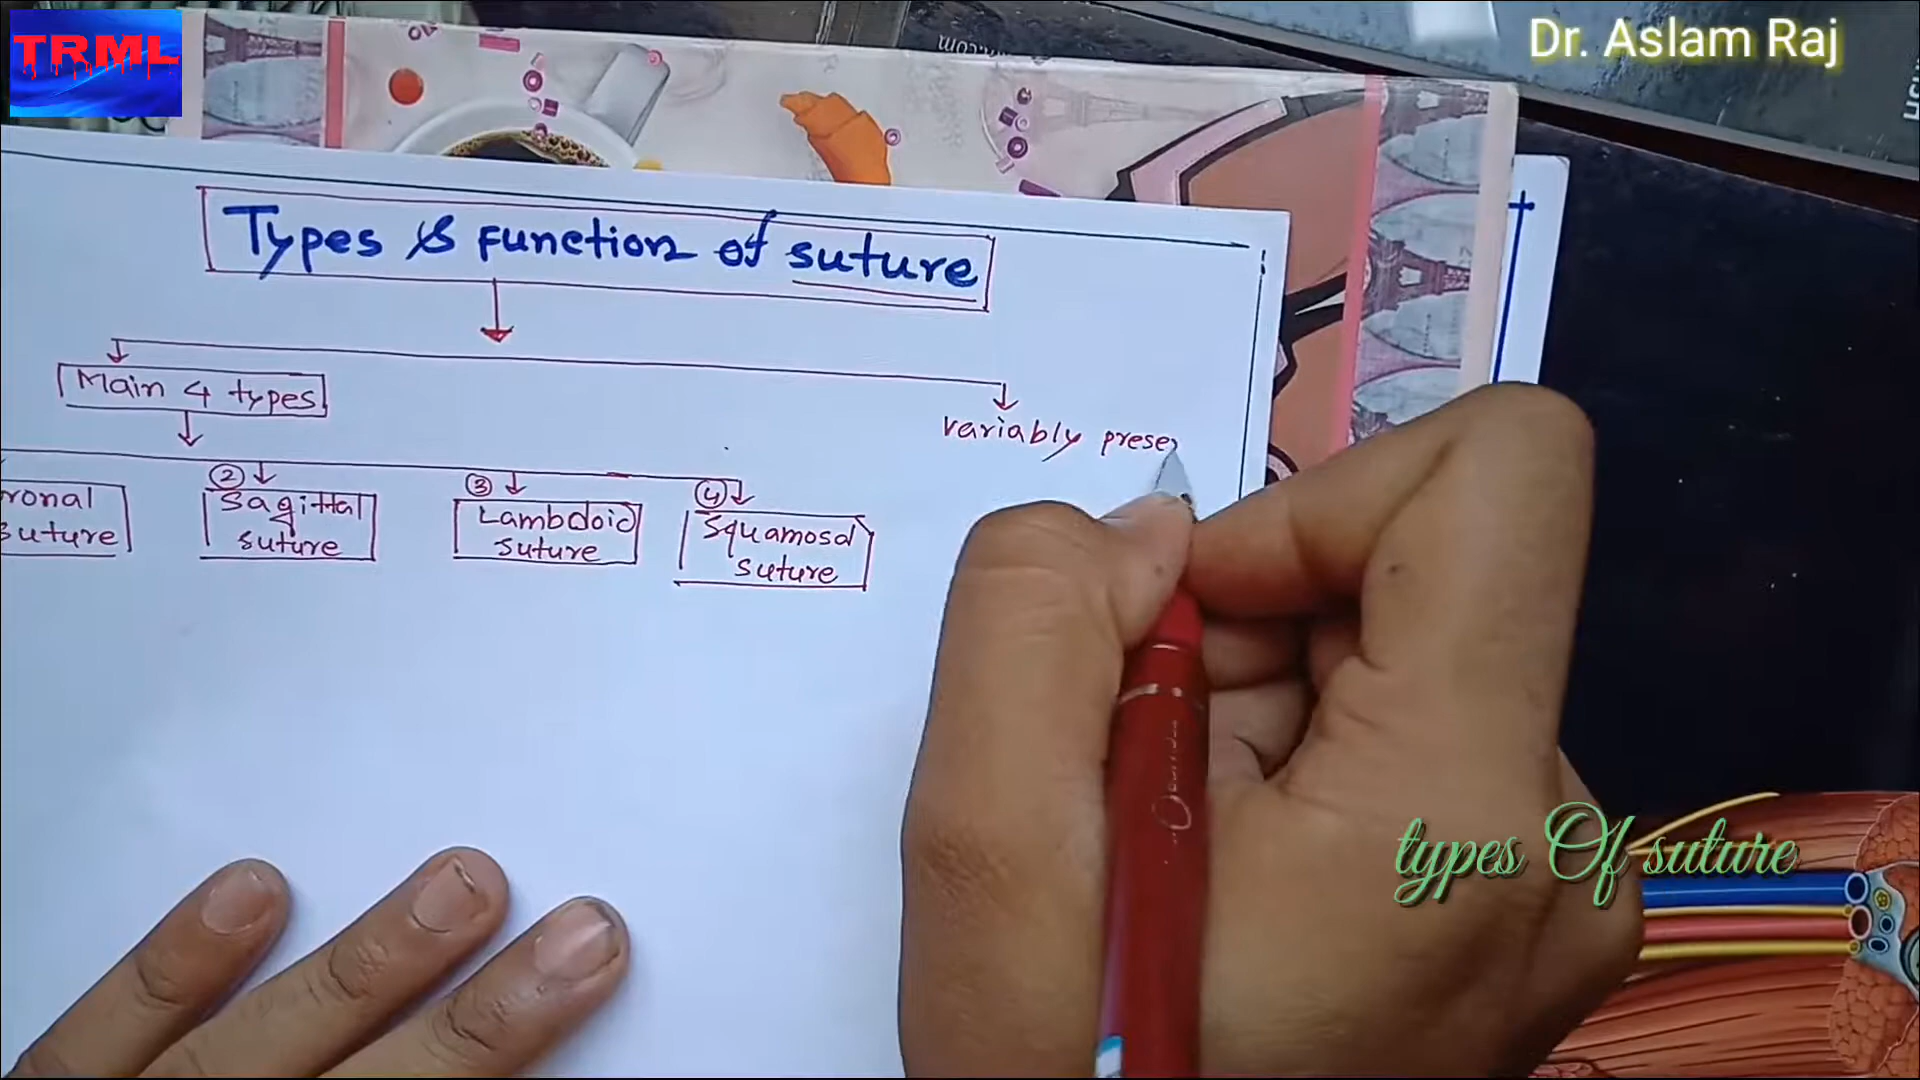 TRML
Dr. Aslam Raj
Types & function of suture
Main 4 types
variably prese
ronal
suture
2
Sagittal
suture
3
Lambdoid
suture
4
Squamosal
suture
types Of suture